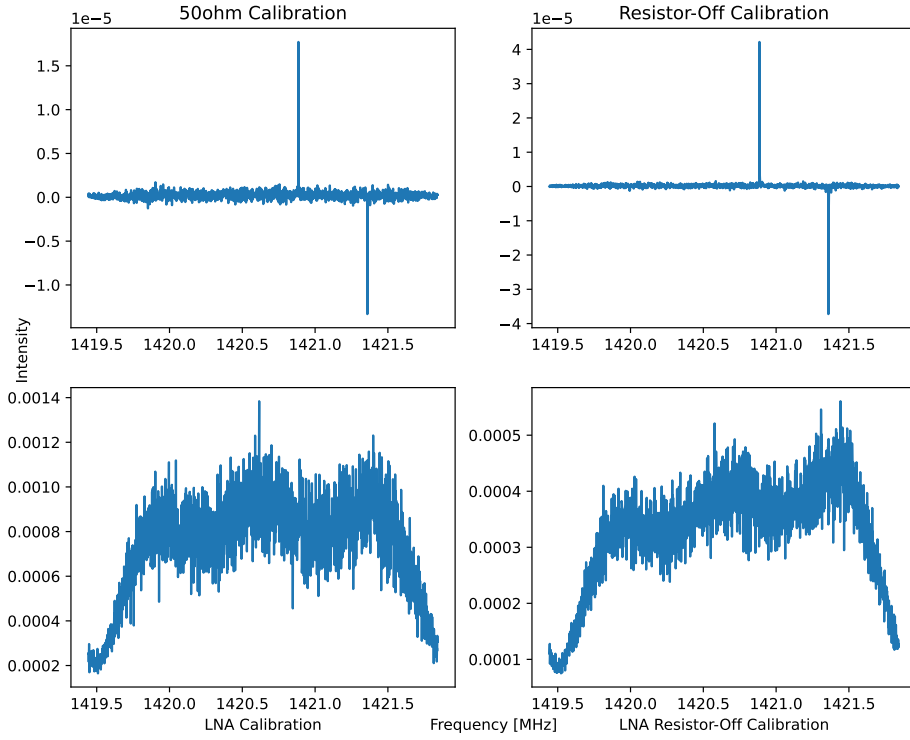 50ohm Calibration
Resistor-Off Calibration
1e−5
1e−5
1.5
1.0
0.5
0.0
−0.5
−1.0
4
3
2
1
0
−1
−2
−3
−4
1419.5 1420.0 1420.5 1421.0 1421.5
1419.5 1420.0 1420.5 1421.0 1421.5
Intensity
0.0014
0.0012
0.0010
0.0008
0.0006
0.0004
0.0002
0.0005
0.0004
0.0003
0.0002
0.0001
1419.5 1420.0 1420.5 1421.0 1421.5
1419.5 1420.0 1420.5 1421.0 1421.5
LNA Calibration
Frequency [MHz]
LNA Resistor-Off Calibration